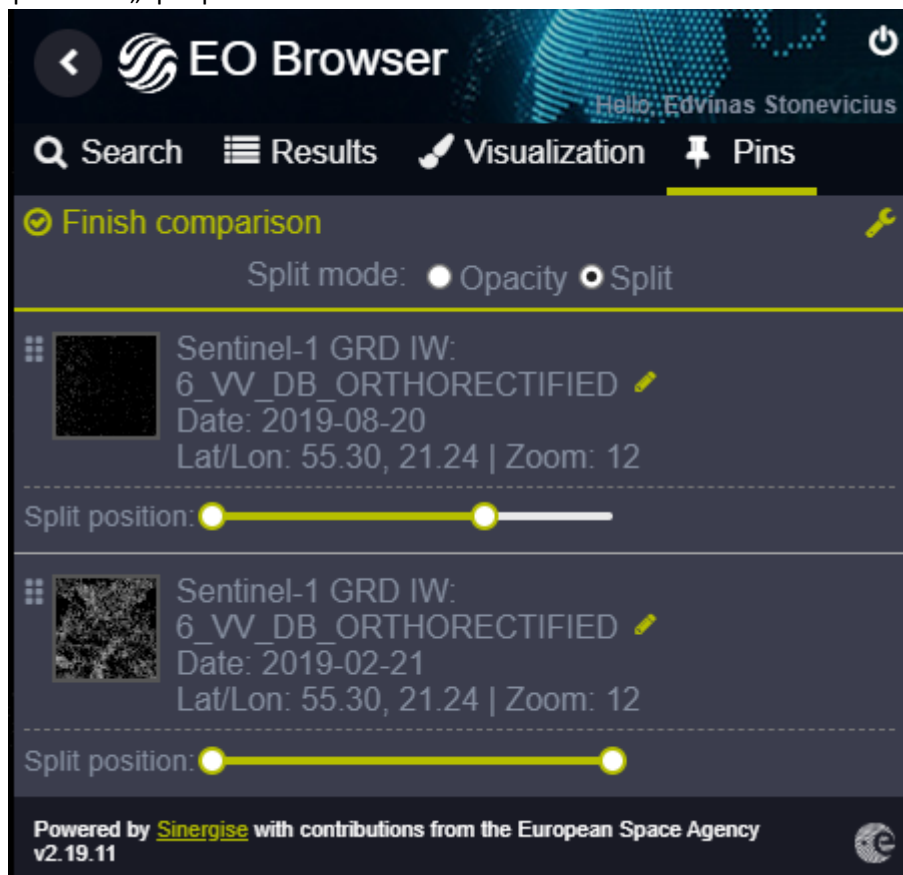 EO Browser
Hello, Edvinas Stonevicius
Search Results Visualization Pins
Finish comparison
Split mode: Opacity Split
Sentinel-1 GRD IW:
6_VV_DB_ORTHORECTIFIED
Date: 2019-08-20
Lat/Lon: 55.30, 21.24 | Zoom: 12
Split position:
Sentinel-1 GRD IW:
6_VV_DB_ORTHORECTIFIED
Date: 2019-02-21
Lat/Lon: 55.30, 21.24 | Zoom: 12
Split position:
Powered by Sinergise with contributions from the European Space Agency
v2.19.11